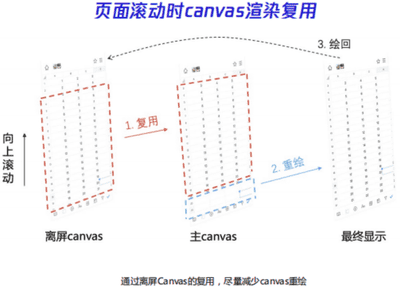 页面滚动时canvas渲染复用
3. 绘回
向上滚动
1. 复用
2. 重绘
离屏canvas
主canvas
最终显示
通过离屏Canvas的复用，尽量减少canvas重绘